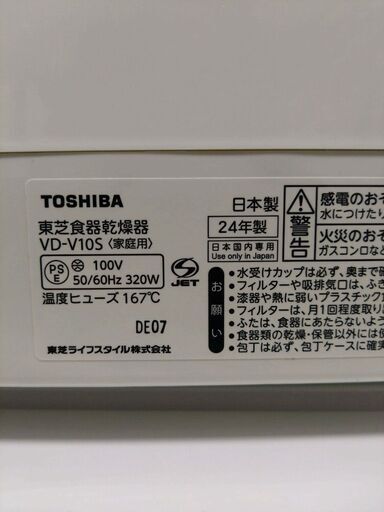 TOSHIBA
東芝食器乾燥器
VD-V10S〈家庭用〉
PS
E
100V
50/60Hz 320W
温度ヒューズ 167℃
DE07
東芝ライフスタイル株式会社
日本製
24年製
日本国内専用
Use only in Japan
S
JET
警告
感電のおそ
水につけたり
火災のおそれ
ガスコンロなど
お願い
●水受けカップは必ず、奥まで確
●フィルターや吸排気口は、ふき
●漆器や熱に弱いプラスチック
●フィルターは、月1回程度取り
●ふたは、食器にあたらないよう
●食器類の乾燥・保管以外には使
●包丁は必ず、包丁ケースに確実